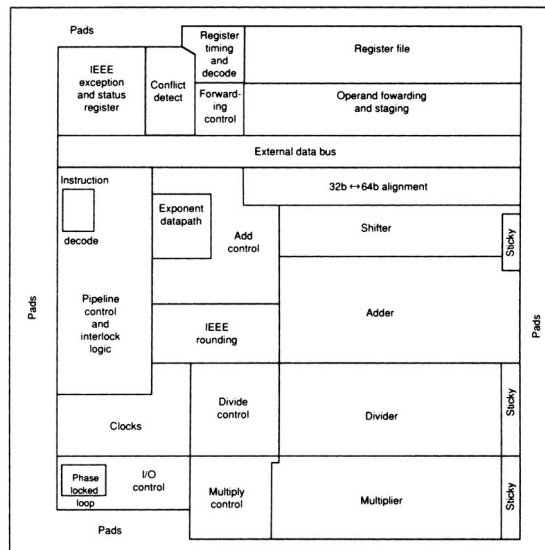 Pads
IEEE
exception
and status
register
Conflict
detect
Register
timing
and
decode
Register file
Forward-
ing
control
Operand fowarding
and staging
External data bus
Instruction
decode
Exponent
datapath
Add
control
32b ↔ 64b alignment
Shifter
Sticky
Pads
Pipeline
control
and
interlock
logic
IEEE
rounding
Adder
Pads
Clocks
Divide
control
Divider
Sticky
Phase
locked
loop
I/O
control
Multiply
control
Multiplier
Sticky
Pads